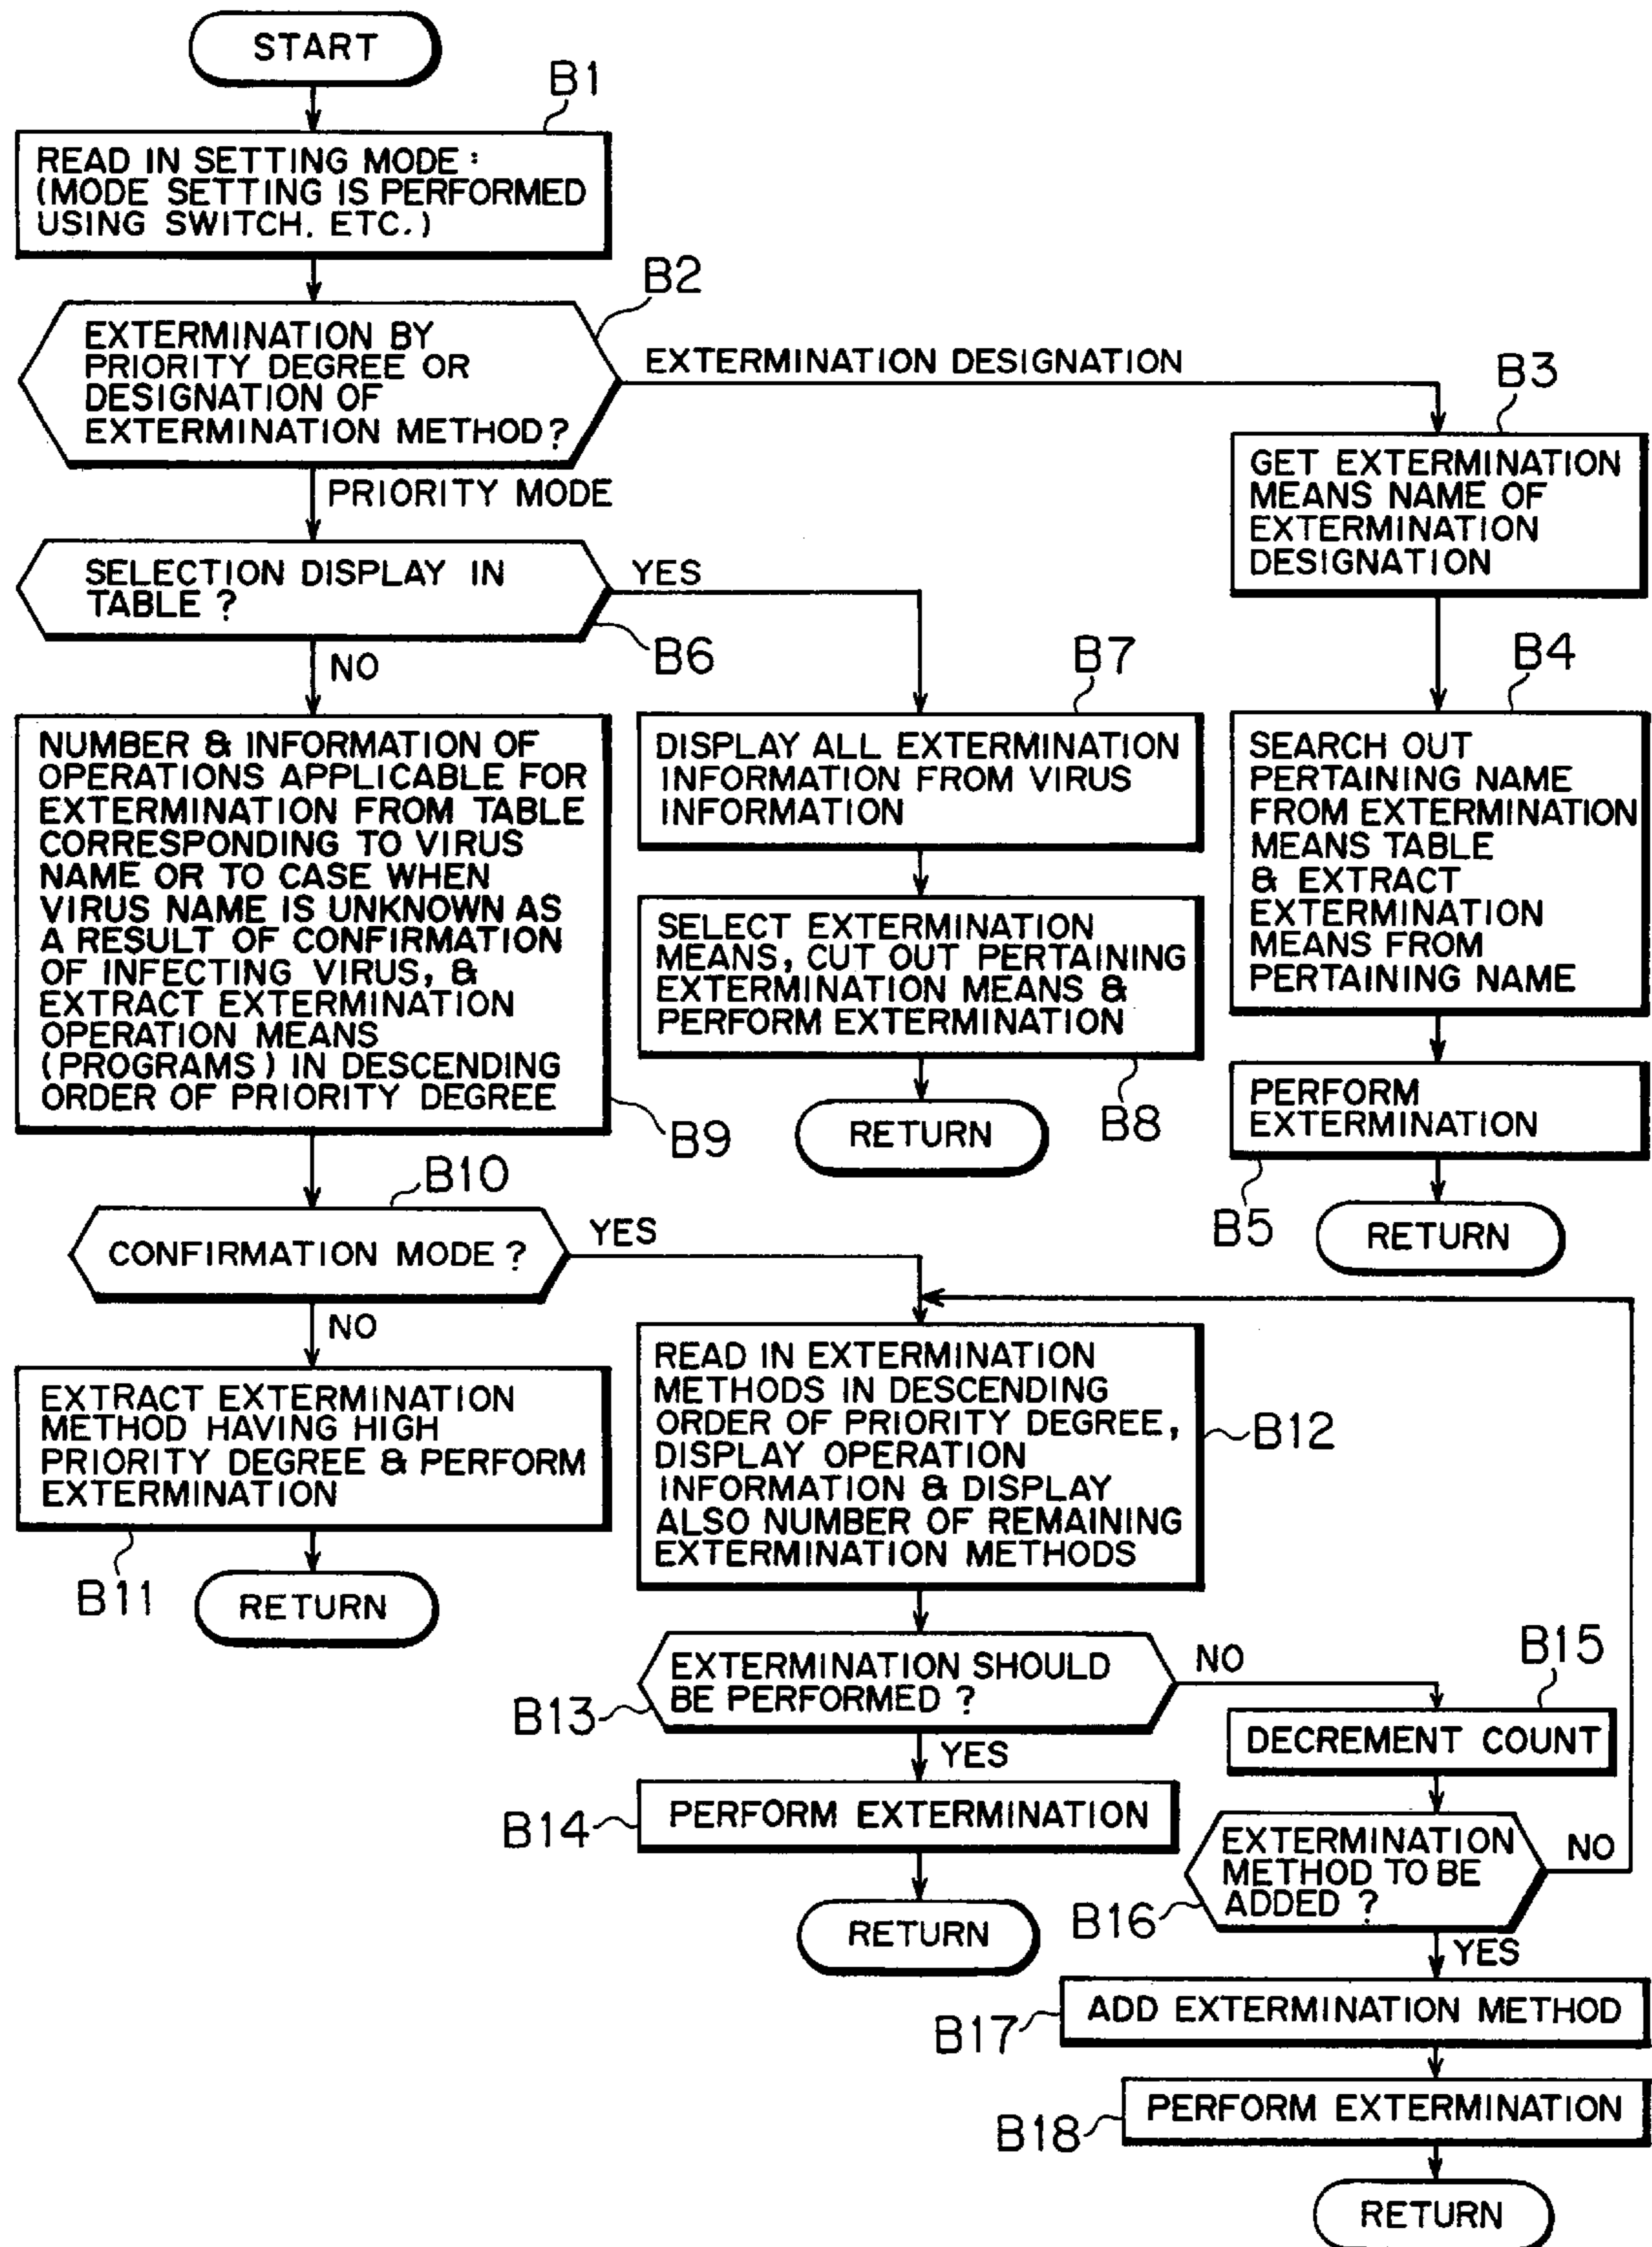 START
B1
READ IN SETTING MODE :
(MODE SETTING IS PERFORMED
USING SWITCH. ETC.)
B2
EXTERMINATION BY
PRIORITY DEGREE OR
DESIGNATION OF
EXTERMINATION METHOD?
EXTERMINATION DESIGNATION
PRIORITY MODE
B3
GET EXTERMINATION
MEANS NAME OF
EXTERMINATION
DESIGNATION
B4
SEARCH OUT
PERTAINING NAME
FROM EXTERMINATION
MEANS TABLE
& EXTRACT
EXTERMINATION
MEANS FROM
PERTAINING NAME
PERFORM
EXTERMINATION
B5
RETURN
SELECTION DISPLAY IN
TABLE ?
YES
B6
NO
B7
DISPLAY ALL EXTERMINATION
INFORMATION FROM VIRUS
INFORMATION
SELECT EXTERMINATION
MEANS, CUT OUT PERTAINING
EXTERMINATION MEANS &
PERFORM EXTERMINATION
B8
RETURN
NUMBER & INFORMATION OF
OPERATIONS APPLICABLE FOR
EXTERMINATION FROM TABLE
CORRESPONDING TO VIRUS
NAME OR TO CASE WHEN
VIRUS NAME IS UNKNOWN AS
A RESULT OF CONFIRMATION
OF INFECTING VIRUS, &
EXTRACT EXTERMINATION
OPERATION MEANS
(PROGRAMS) IN DESCENDING
ORDER OF PRIORITY DEGREE
B9
B10
CONFIRMATION MODE ?
YES
NO
EXTRACT EXTERMINATION
METHOD HAVING HIGH
PRIORITY DEGREE & PERFORM
EXTERMINATION
B11
RETURN
READ IN EXTERMINATION
METHODS IN DESCENDING
ORDER OF PRIORITY DEGREE,
DISPLAY OPERATION
INFORMATION & DISPLAY
ALSO NUMBER OF REMAINING
EXTERMINATION METHODS
B12
EXTERMINATION SHOULD
BE PERFORMED ?
B13
NO
YES
PERFORM EXTERMINATION
B14
RETURN
B15
DECREMENT COUNT
EXTERMINATION
METHOD TO BE
ADDED ?
B16
NO
YES
ADD EXTERMINATION METHOD
B17
PERFORM EXTERMINATION
B18
RETURN